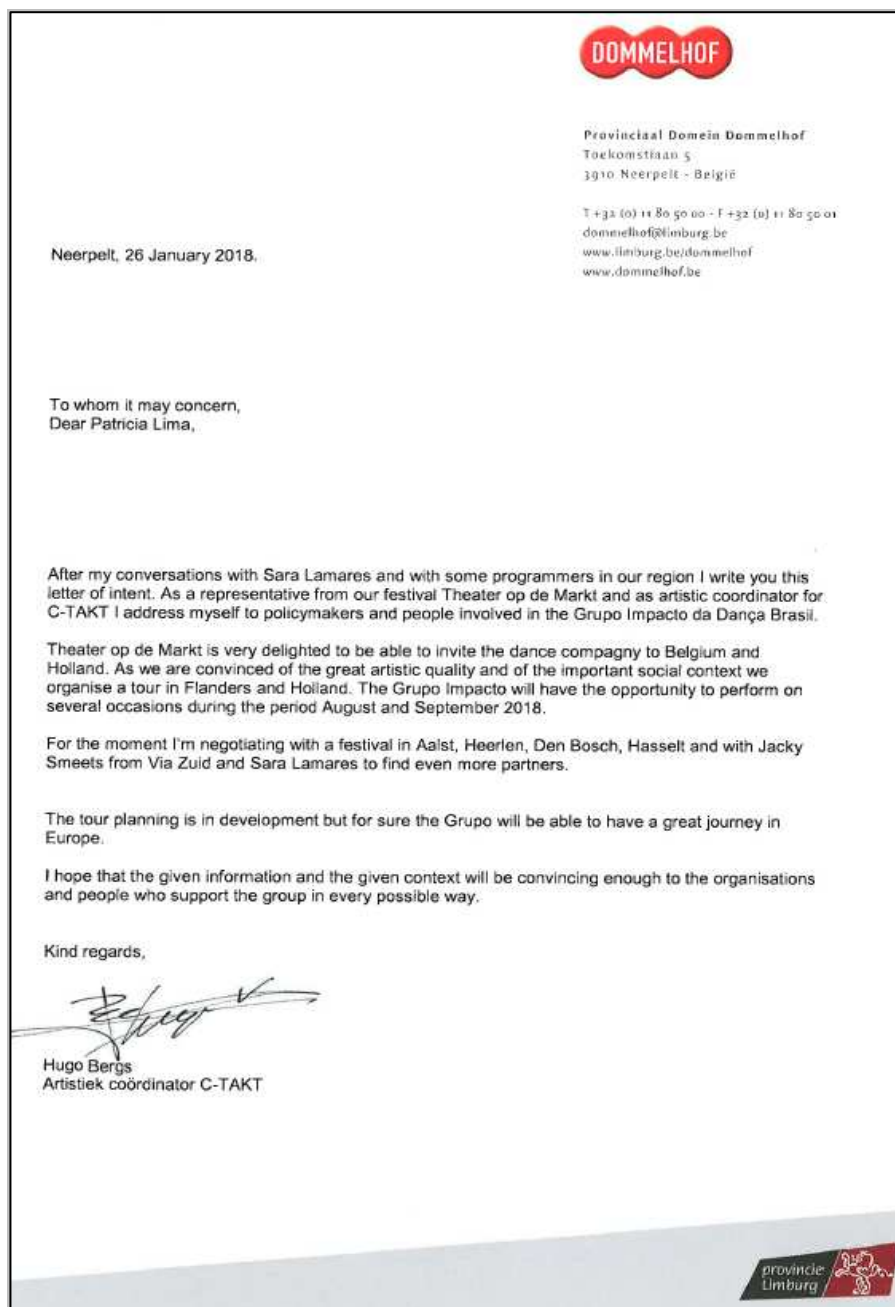 DOMMELHOF
Provinciaal Domein Dommelhof
Toekomstlaan 5
3910 Neerpelt - België
T +32 (0) 11 80 50 00 - F +32 (0) 11 80 50 01
dommelhof@limburg.be
www.limburg.be/dommelhof
www.dommelhof.be
Neerpelt, 26 January 2018.
To whom it may concern,
Dear Patricia Lima,
After my conversations with Sara Lamares and with some programmers in our region I write you this
letter of intent. As a representative from our festival Theater op de Markt and as artistic coordinator for
C-TAKT I address myself to policymakers and people involved in the Grupo Impacto da Dança Brasil.
Theater op de Markt is very delighted to be able to invite the dance compagny to Belgium and
Holland. As we are convinced of the great artistic quality and of the important social context we
organise a tour in Flanders and Holland. The Grupo Impacto will have the opportunity to perform on
several occasions during the period August and September 2018.
For the moment I'm negotiating with a festival in Aalst, Heerlen, Den Bosch, Hasselt and with Jacky
Smeets from Via Zuid and Sara Lamares to find even more partners.
The tour planning is in development but for sure the Grupo will be able to have a great journey in
Europe.
I hope that the given information and the given context will be convincing enough to the organisations
and people who support the group in every possible way.
Kind regards,
Hugo Bergs
Artistiek coördinator C-TAKT
provincie
Limburg